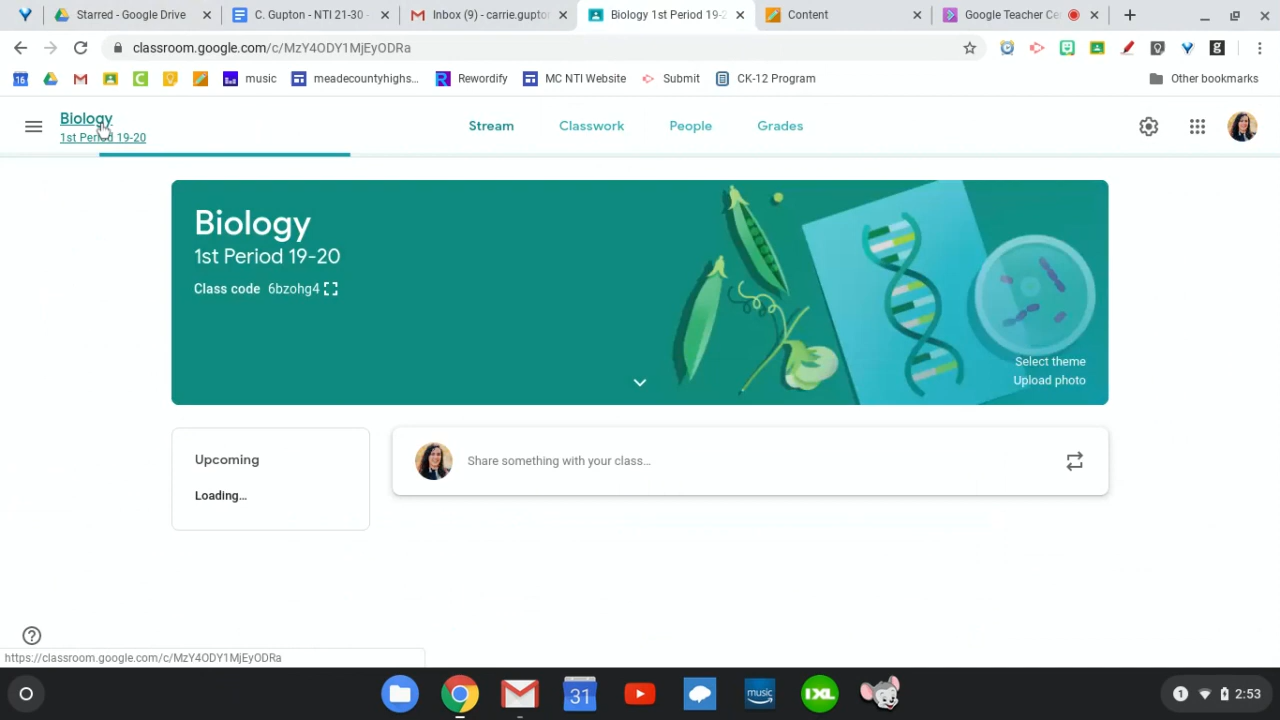 Starred - Google Drive
C. Gupton - NTI 21-30 -
Inbox (9) - carrie.gupton
Biology 1st Period 19-2
Content
Google Teacher Ce
classroom.google.com/c/MzY4ODY1MjEyODRa
music
meadecountyhighs...
Rewordify
MC NTI Website
Submit
CK-12 Program
Other bookmarks
Biology
1st Period 19-20
Stream
Classwork
People
Grades
Biology
1st Period 19-20
Class code 6bzohg4
Select theme
Upload photo
Upcoming
Loading...
Share something with your class...
https://classroom.google.com/c/MzY4ODY1MjEyODRa
31
music
IXL
1
2:53